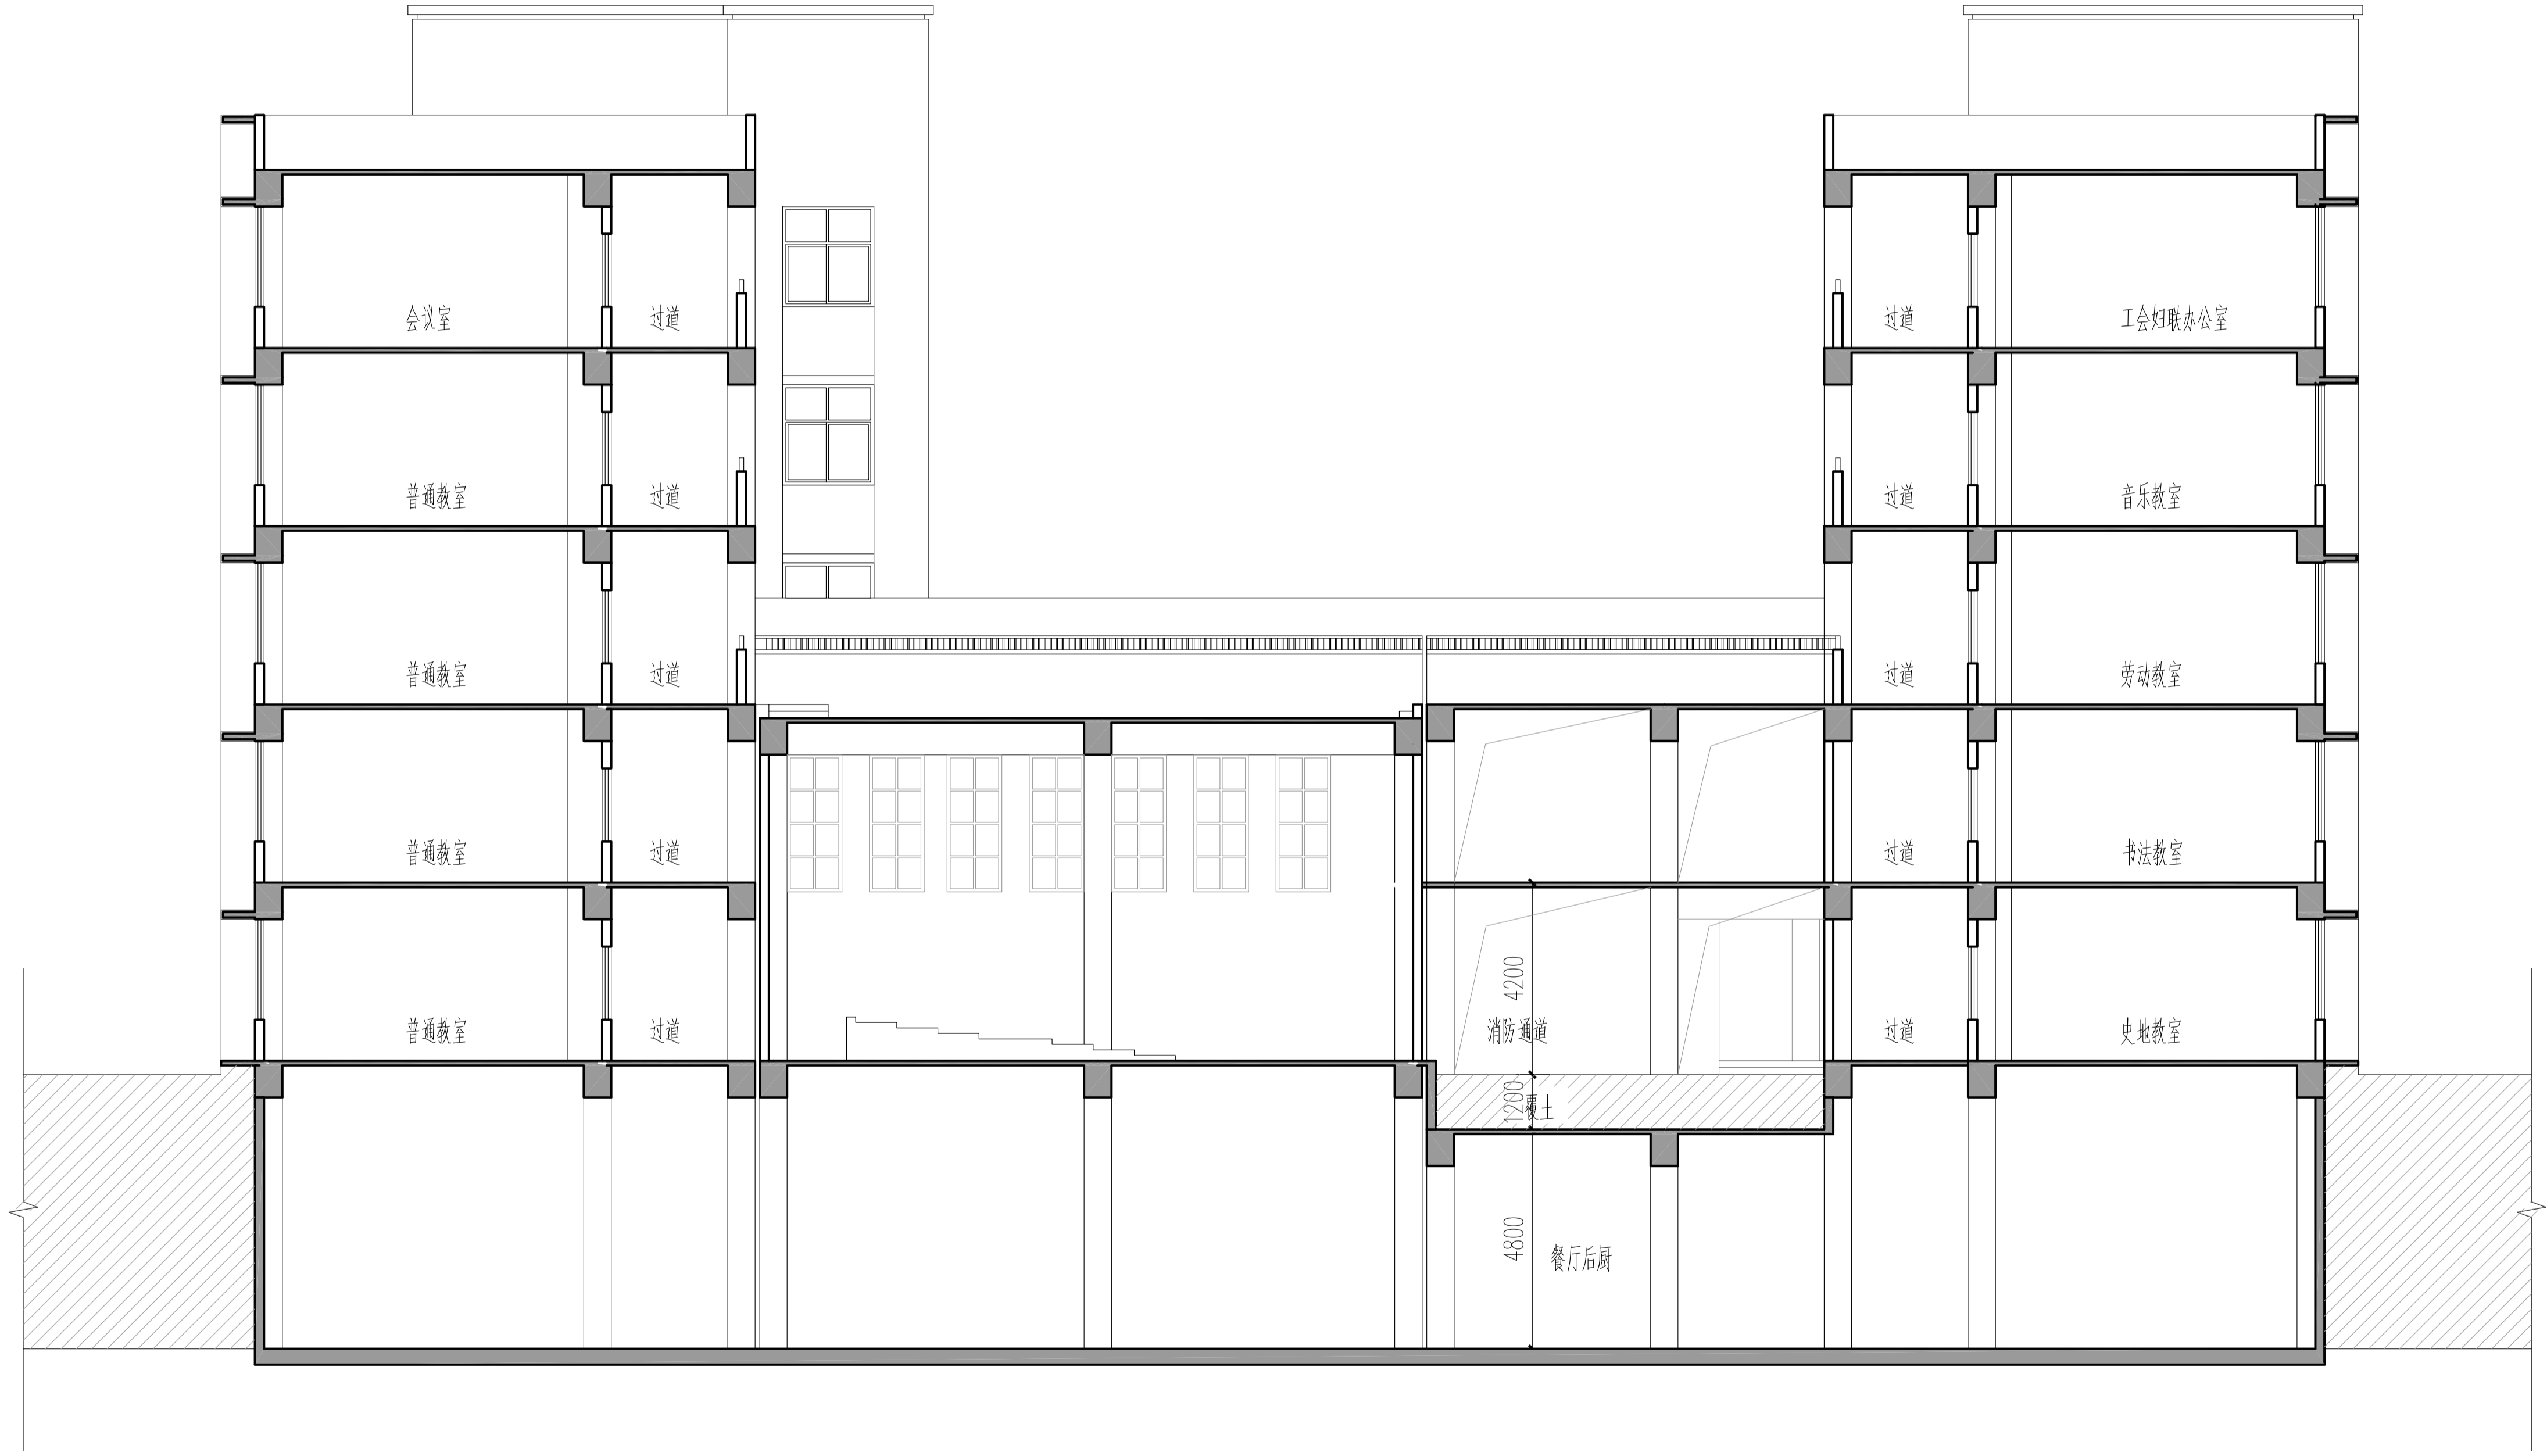 会议室 过道 过道 工会妇联办公室
普通教室 过道 过道 音乐教室
普通教室 过道 过道 劳动教室
普通教室 过道 过道 书法教室
4200
普通教室 过道 消防通道 过道 史地教室
1200
覆土
4800
餐厅后厨